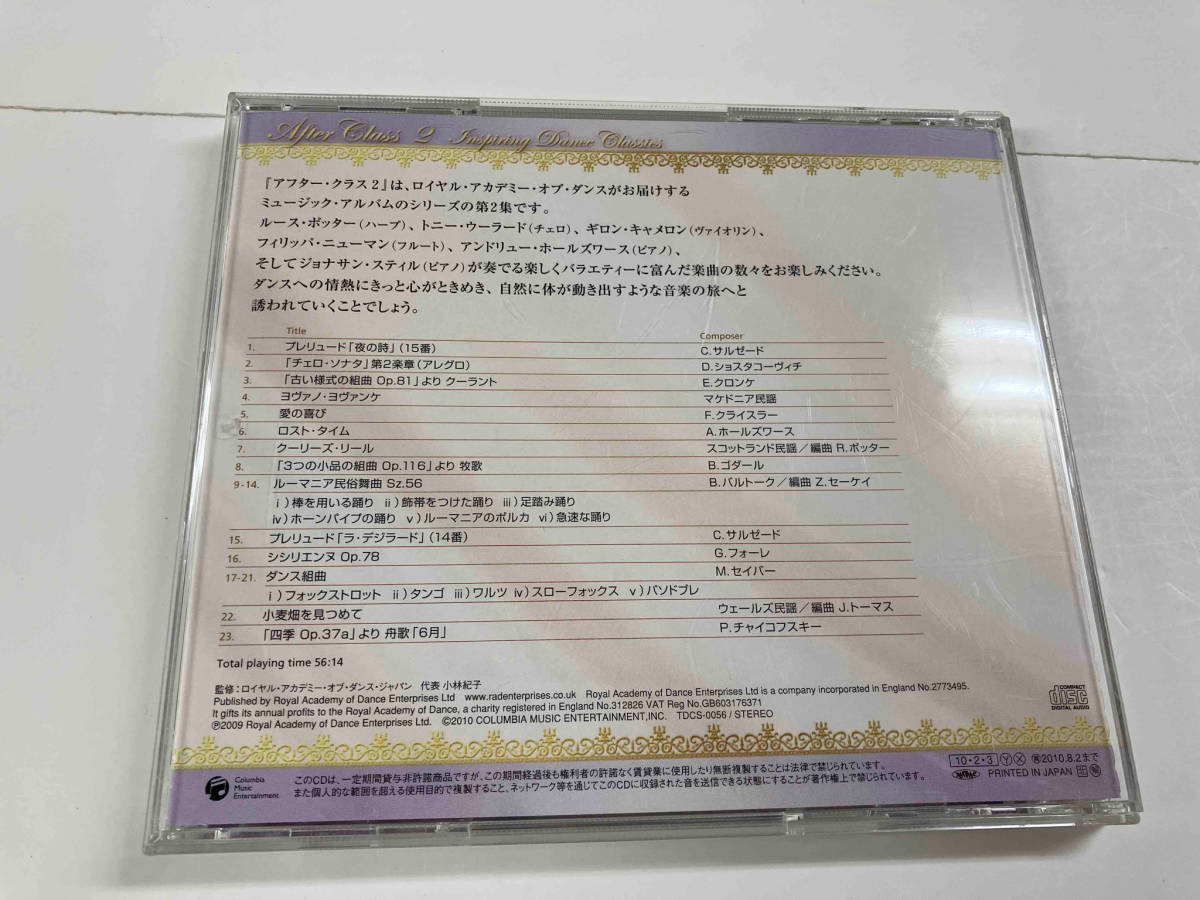 After Class 2 Inspiring Dance Classics
『アフター・クラス2』は、ロイヤル・アカデミー・オブ・ダンスがお届けする
ミュージック・アルバムのシリーズの第2集です。
ルース・ポッター(ハープ)、トニー・ウーラード(チェロ)、ギロン・キャメロン(ヴァイオリン)、
フィリッパ・ニューマン(フルート)、アンドリュー・ホールズワース(ピアノ)、
そしてジョナサン・スティル(ピアノ)が奏でる楽しくバラエティーに富んだ楽曲の数々をお楽しみください。
ダンスへの情熱にきっと心がときめき、自然に体が動き出すような音楽の旅へと
誘われていくことでしょう。
Title Composer
1. プレリュード「夜の詩」(15番) C.サルゼード
2. 「チェロ・ソナタ」第2楽章(アレグロ) D.ショスタコーヴィチ
3. 「古い様式の組曲 Op.81」より クーラント E.クロンケ
4. ヨヴァノ・ヨヴァンケ マケドニア民謡
5. 愛の喜び F.クライスラー
6. ロスト・タイム A.ホールズワース
7. クーリーズ・リール スコットランド民謡/編曲 R.ポッター
8. 「3つの小品の組曲 Op.116」より 牧歌 B.ゴダール
9-14. ルーマニア民俗舞曲 Sz.56 B.バルトーク/編曲 Z.セーケイ
i)棒を用いる踊り ii)飾帯をつけた踊り iii)足踏み踊り
iv)ホーンパイプの踊り v)ルーマニアのポルカ vi)急速な踊り
15. プレリュード「ラ・デジラード」(14番) C.サルゼード
16. シシリエンヌ Op.78 G.フォーレ
17-21. ダンス組曲 M.セイバー
i)フォックストロット ii)タンゴ iii)ワルツ iv)スローフォックス v)パソドブレ
22. 小麦畑を見つめて ウェールズ民謡/編曲 J.トーマス
23. 「四季 Op.37a」より 舟歌「6月」 P.チャイコフスキー
Total playing time 56:14
監修:ロイヤル・アカデミー・オブ・ダンス・ジャパン 代表 小林紀子
Published by Royal Academy of Dance Enterprises Ltd www.radenterprises.co.uk Royal Academy of Dance Enterprises Ltd is a company incorporated in England No.2773495.
It gifts its annual profits to the Royal Academy of Dance, a charity registered in England No.312826 VAT Reg No.GB603176371
℗2009 Royal Academy of Dance Enterprises Ltd. ©2010 COLUMBIA MUSIC ENTERTAINMENT,INC. TDCS-0056 / STEREO
COMPACT
DISC
DIGITAL AUDIO
Columbia
Music
Entertainment
このCDは、一定期間貸与非許諾商品ですが、この期間経過後も権利者の許諾なく賃貸業に使用したり無断複製することは法律で禁じられています。
また個人的な範囲を超える使用目的で複製すること、ネットワーク等を通じてこのCDに収録された音を送信できる状態にすることが著作権法上で禁じられています。
10・2・3 Ⓨ Ⓧ 2010.8.2まで
PRINTED IN JAPAN